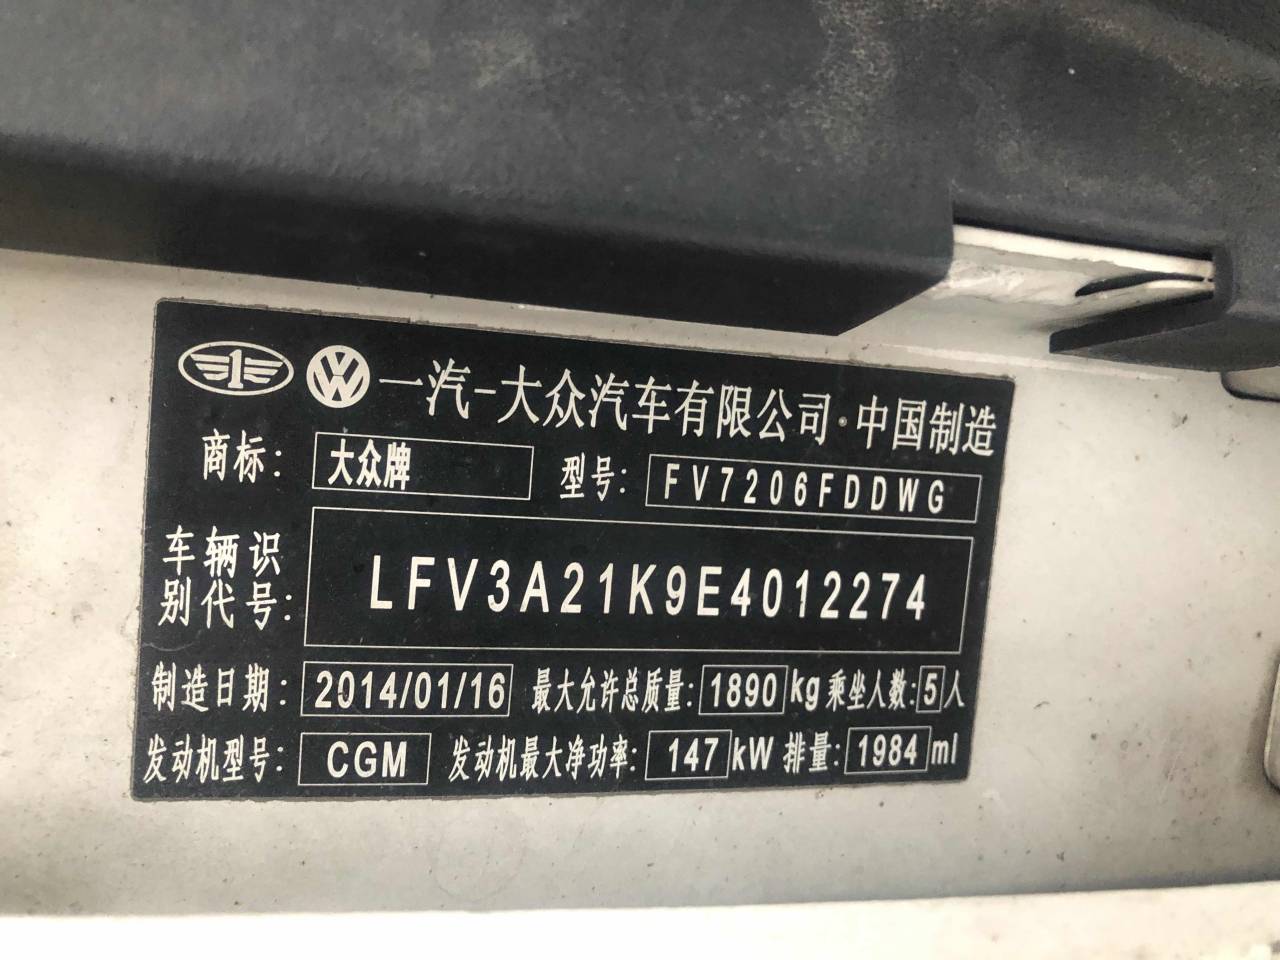 一汽-大众汽车有限公司·中国制造
商标: 大众牌 型号: FV7206FDDWG
车辆识
别代号: LFV3A21K9E4012274
制造日期: 2014/01/16 最大允许总质量: 1890 kg 乘坐人数: 5 人
发动机型号: CGM 发动机最大净功率: 147 kW 排量: 1984 ml